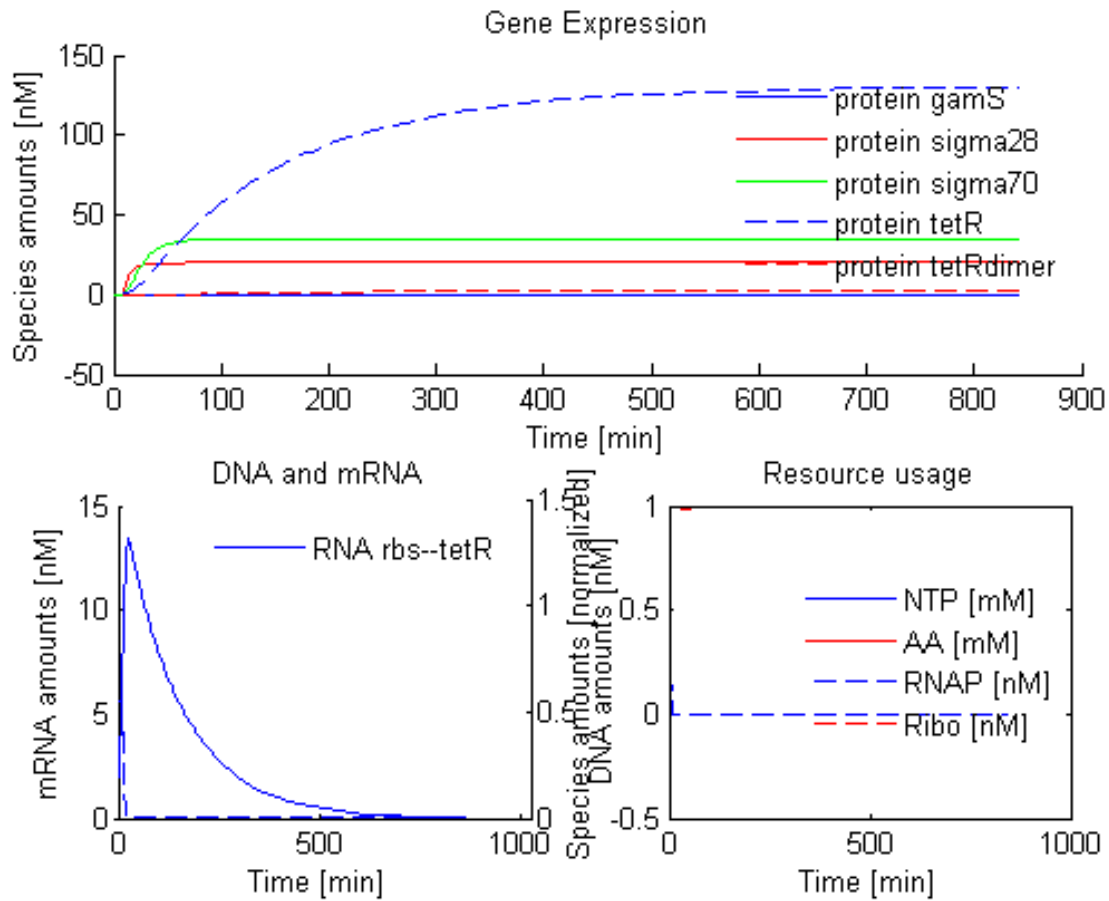 Gene Expression
Species amounts [nM]
150
100
50
0
-50
protein gamS
protein sigma28
protein sigma70
protein tetR
protein tetRdimer
0 100 200 300 400 500 600 700 800 900
Time [min]
DNA and mRNA
mRNA amounts [nM]
15
10
5
0
RNA rbs--tetR
1.5
1
0.5
0
DNA amounts [nM]
0 500 1000
Time [min]
Resource usage
Species amounts [normalized]
1
0.5
0
-0.5
NTP [mM]
AA [mM]
RNAP [nM]
Ribo [nM]
0 500 1000
Time [min]